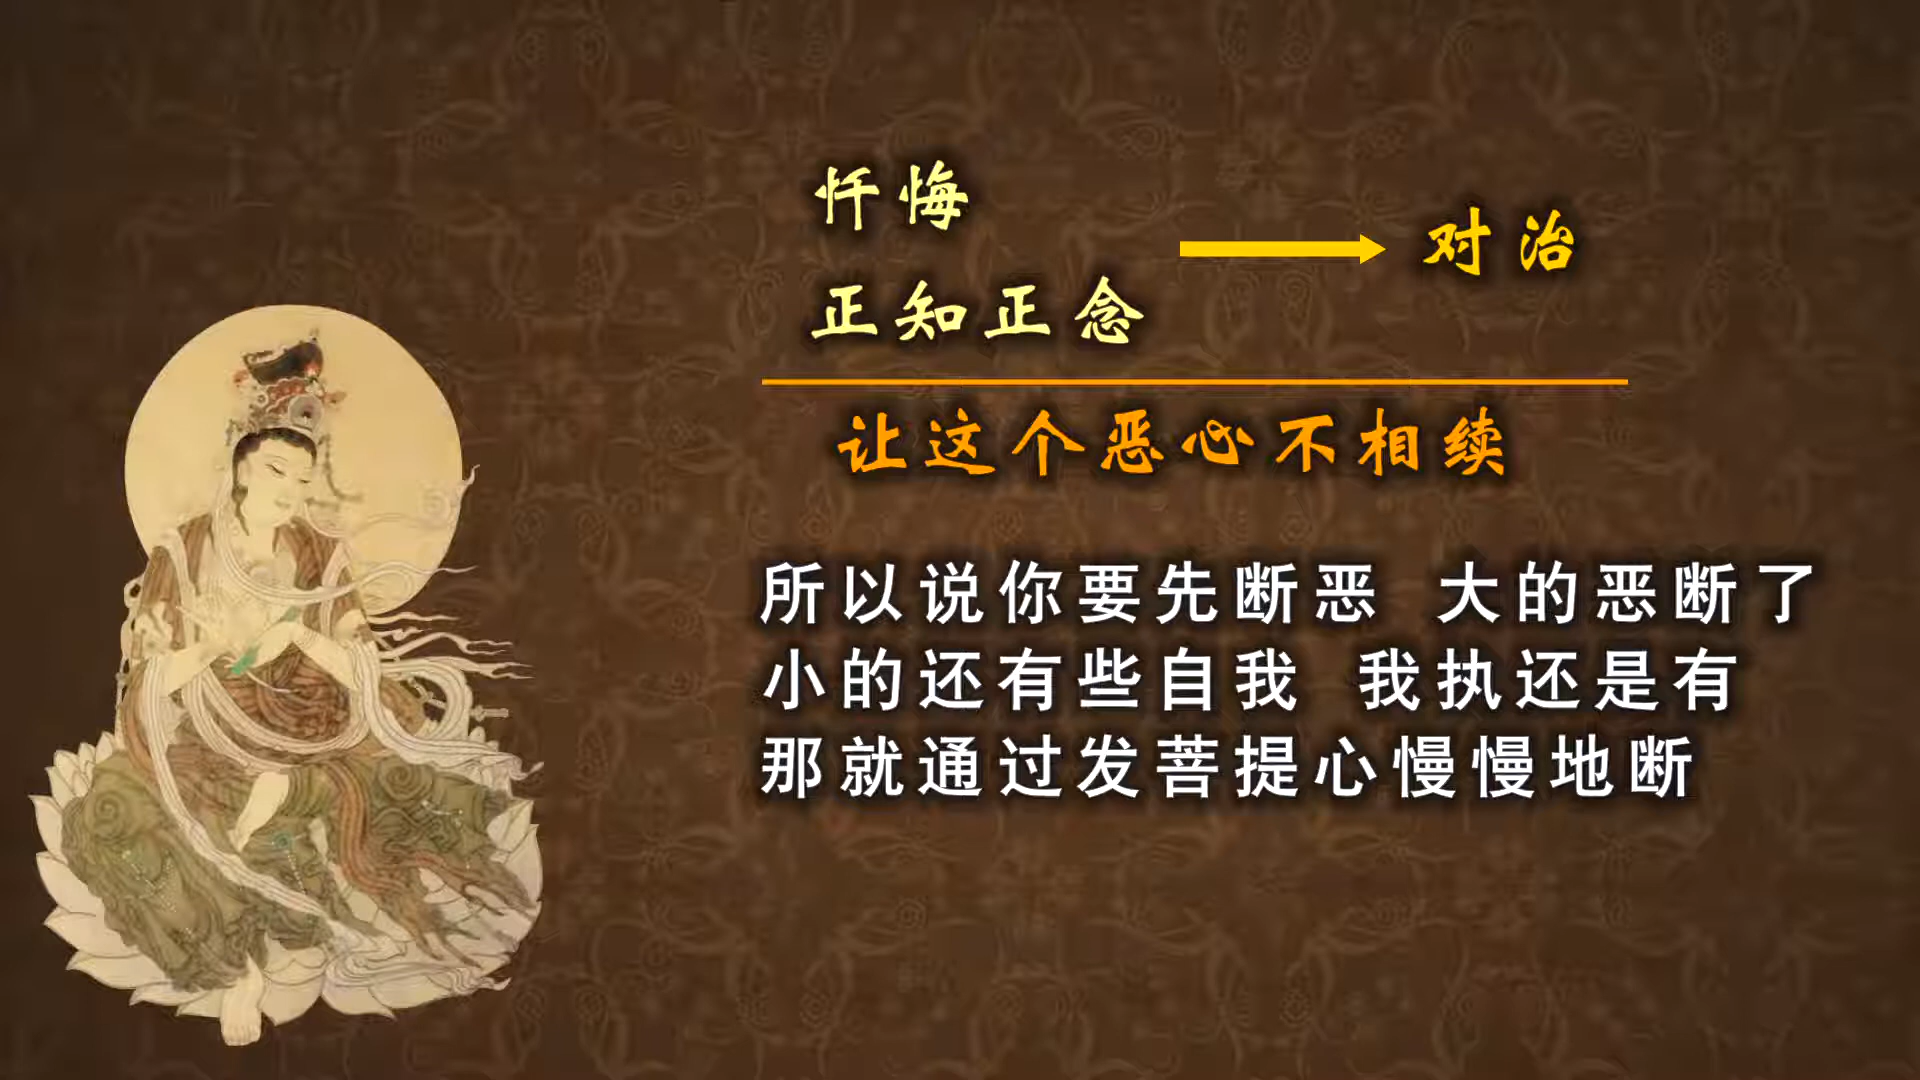 忏悔
正知正念
对治
让这个恶心不相续
所以说你要先断恶 大的恶断了
小的还有些自我 我执还是有
那就通过发菩提心慢慢地断